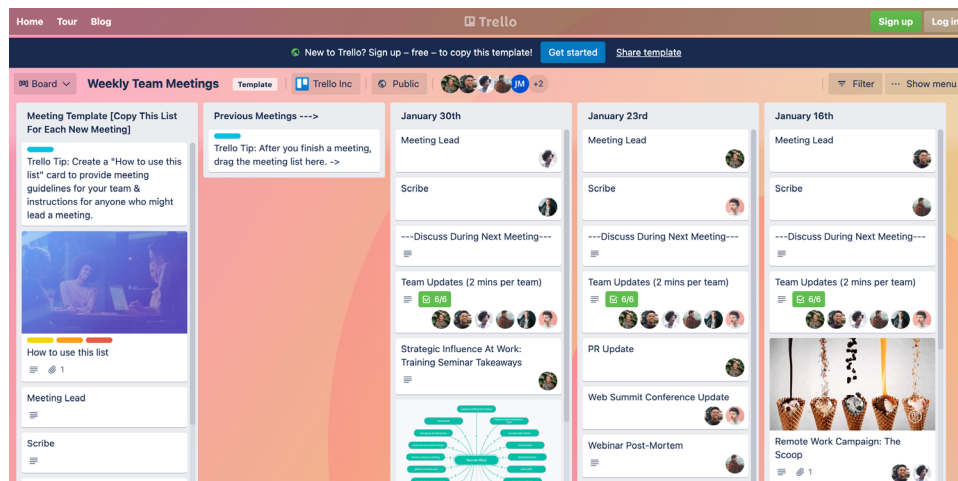 Home Tour Blog Trello Sign up Log in
New to Trello? Sign up – free – to copy this template! Get started Share template
Board Weekly Team Meetings Template Trello Inc Public JM +2 Filter ··· Show menu
Meeting Template [Copy This List
For Each New Meeting]
Trello Tip: Create a "How to use this
list" card to provide meeting
guidelines for your team &
instructions for anyone who might
lead a meeting.
How to use this list
1
Meeting Lead
Scribe
Previous Meetings --->
Trello Tip: After you finish a meeting,
drag the meeting list here. ->
January 30th
Meeting Lead
Scribe
---Discuss During Next Meeting---
Team Updates (2 mins per team)
6/6
Strategic Influence At Work:
Training Seminar Takeaways
Remote Work
January 23rd
Meeting Lead
Scribe
---Discuss During Next Meeting---
Team Updates (2 mins per team)
6/6
PR Update
Web Summit Conference Update
Webinar Post-Mortem
January 16th
Meeting Lead
Scribe
---Discuss During Next Meeting---
Team Updates (2 mins per team)
6/6
Remote Work Campaign: The
Scoop
1